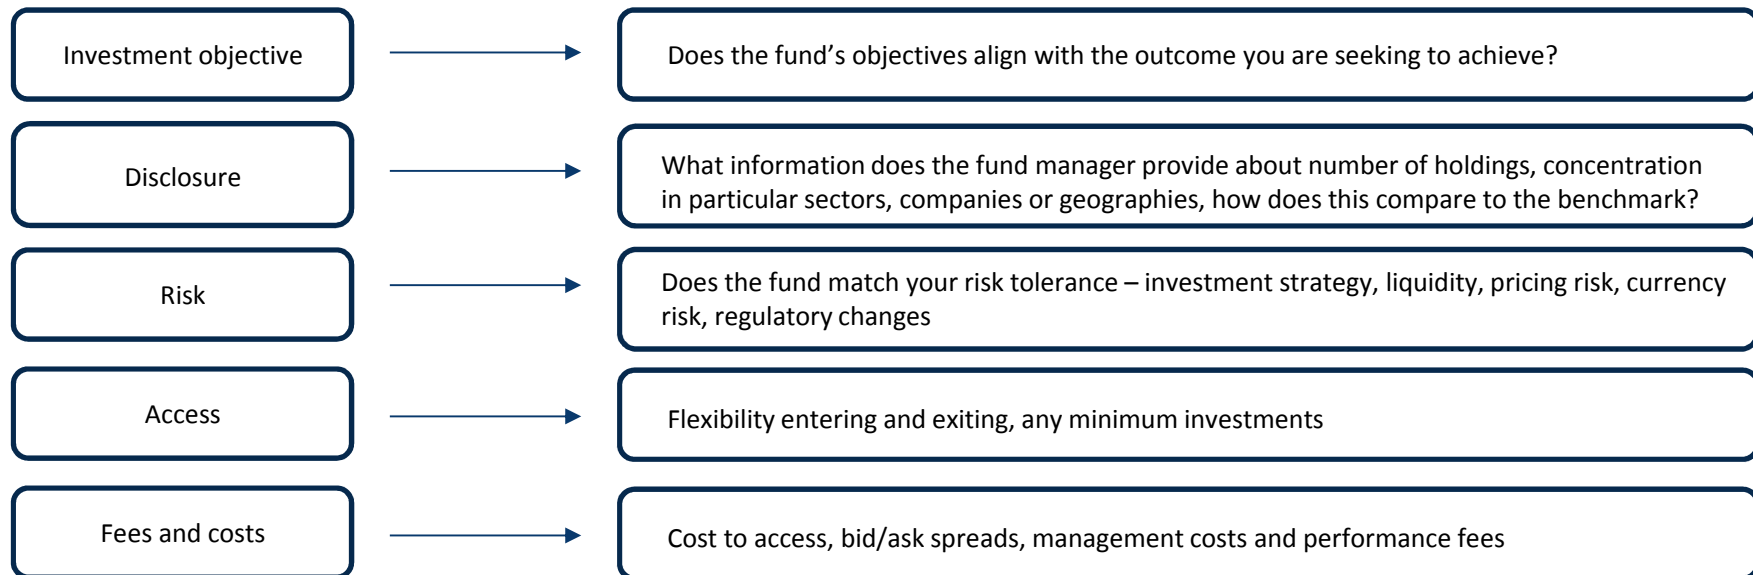 Investment objective
Does the fund’s objectives align with the outcome you are seeking to achieve?
Disclosure
What information does the fund manager provide about number of holdings, concentration
in particular sectors, companies or geographies, how does this compare to the benchmark?
Risk
Does the fund match your risk tolerance – investment strategy, liquidity, pricing risk, currency
risk, regulatory changes
Access
Flexibility entering and exiting, any minimum investments
Fees and costs
Cost to access, bid/ask spreads, management costs and performance fees